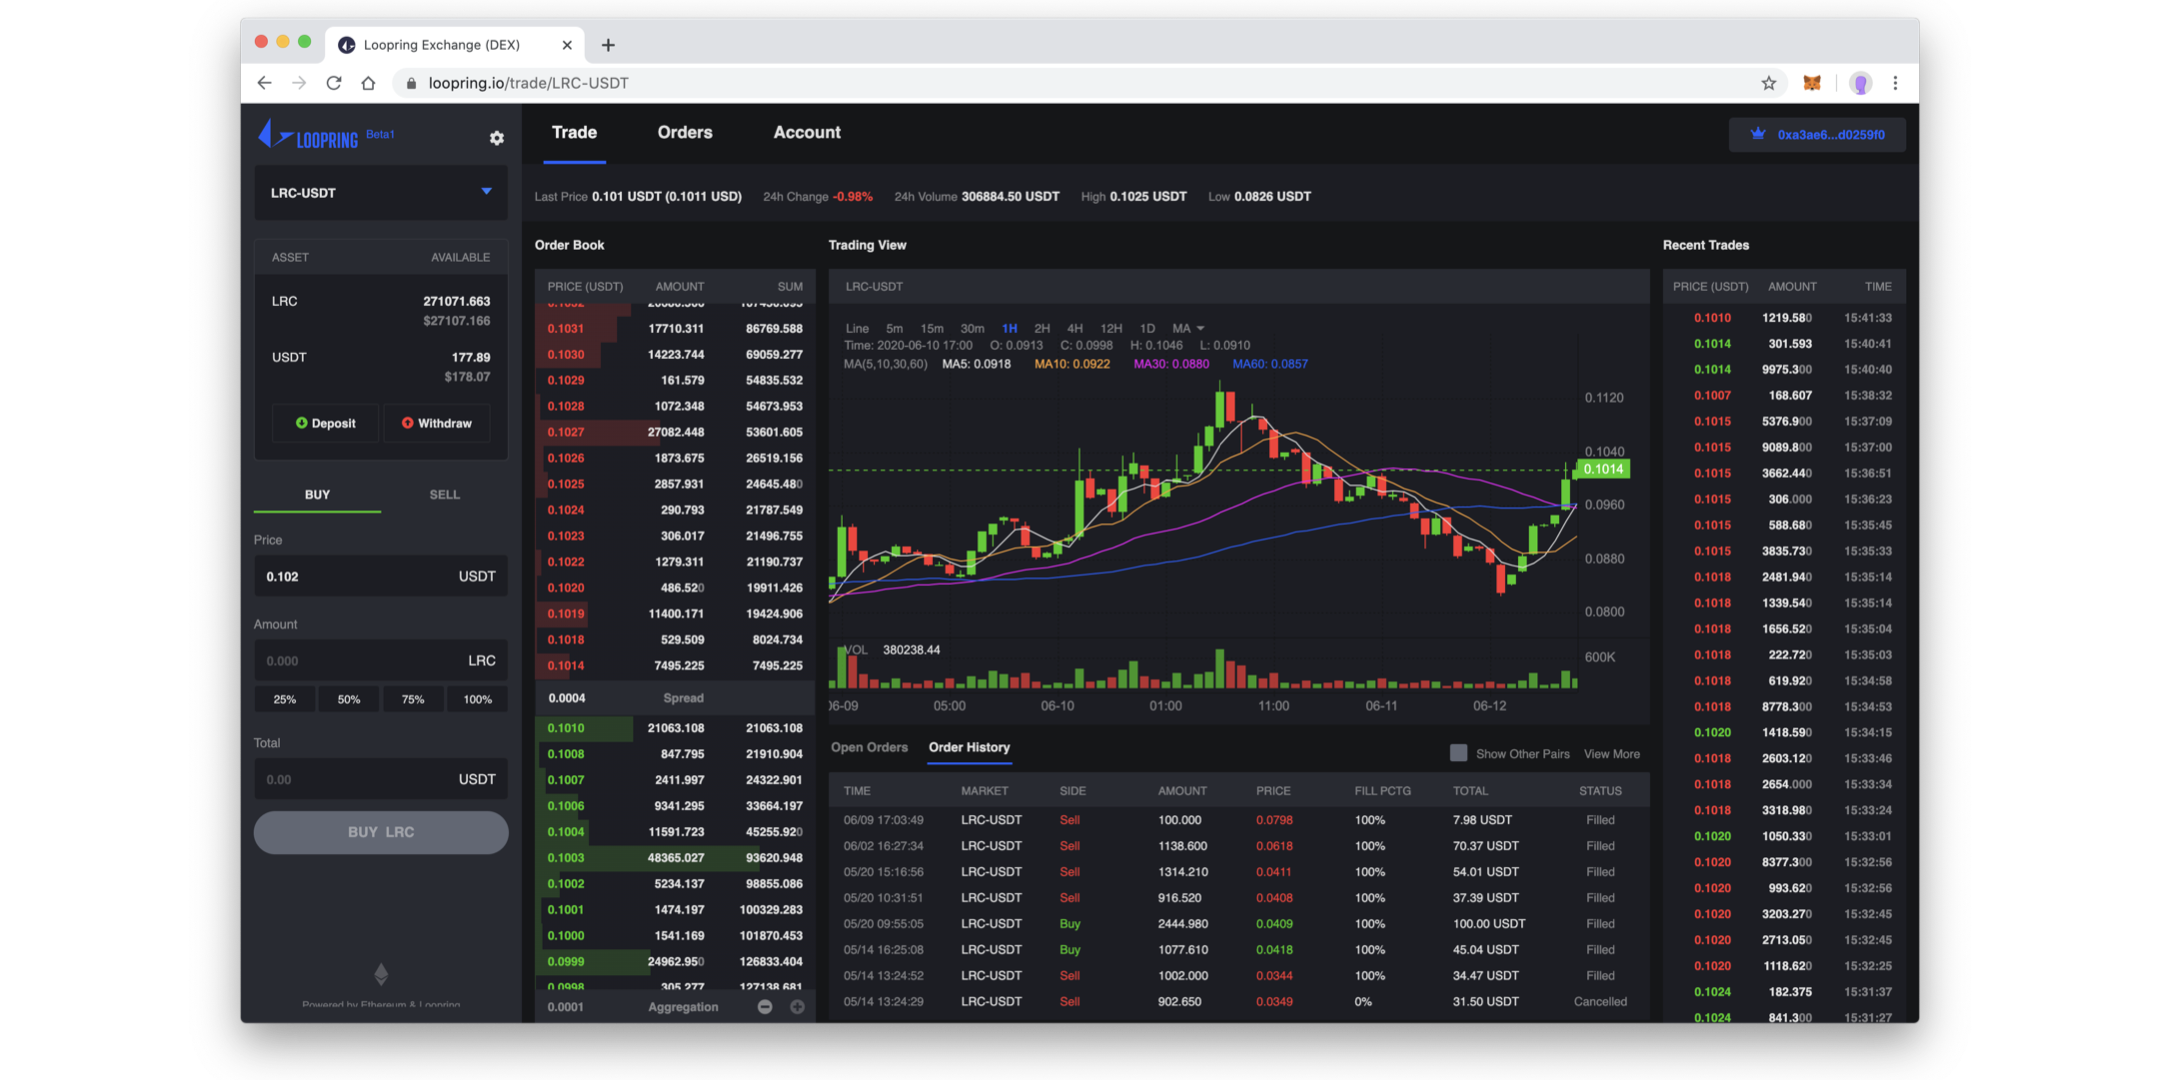 Loopring Exchange (DEX)
loopring.io/trade/LRC-USDT
LOOPRING Beta1
Trade Orders Account
0xa3ae6...d0259f0
LRC-USDT
Last Price 0.101 USDT (0.1011 USD) 24h Change -0.98% 24h Volume 306884.50 USDT High 0.1025 USDT Low 0.0826 USDT
ASSET AVAILABLE
LRC 271071.663
$27107.166
USDT 177.89
$178.07
Deposit Withdraw
BUY SELL
Price
0.102 USDT
Amount
0.000 LRC
25% 50% 75% 100%
Total
0.00 USDT
BUY LRC
Powered by Ethereum & Loopring
Order Book
PRICE (USDT) AMOUNT SUM
0.1031 17710.311 86769.588
0.1030 14223.744 69059.277
0.1029 161.579 54835.532
0.1028 1072.348 54673.953
0.1027 27082.448 53601.605
0.1026 1873.675 26519.156
0.1025 2857.931 24645.480
0.1024 290.793 21787.549
0.1023 306.017 21496.755
0.1022 1279.311 21190.737
0.1020 486.520 19911.426
0.1019 11400.171 19424.906
0.1018 529.509 8024.734
0.1014 7495.225 7495.225
0.0004 Spread
0.1010 21063.108 21063.108
0.1008 847.795 21910.904
0.1007 2411.997 24322.901
0.1006 9341.295 33664.197
0.1004 11591.723 45255.920
0.1003 48365.027 93620.948
0.1002 5234.137 98855.086
0.1001 1474.197 100329.283
0.1000 1541.169 101870.453
0.0999 24962.950 126833.404
0.0998 305.277 127138.681
0.0001 Aggregation
Trading View
LRC-USDT
Line 5m 15m 30m 1H 2H 4H 12H 1D MA
Time: 2020-06-10 17:00 O: 0.0913 C: 0.0998 H: 0.1046 L: 0.0910
MA(5,10,30,60) MA5: 0.0918 MA10: 0.0922 MA30: 0.0880 MA60: 0.0857
0.1120
0.1040
0.1014
0.0960
0.0880
0.0800
VOL 380238.44
600K
06-09 05:00 06-10 01:00 11:00 06-11 06-12
Open Orders Order History Show Other Pairs View More
TIME MARKET SIDE AMOUNT PRICE FILL PCTG TOTAL STATUS
06/09 17:03:49 LRC-USDT Sell 100.000 0.0798 100% 7.98 USDT Filled
06/02 16:27:34 LRC-USDT Sell 1138.600 0.0618 100% 70.37 USDT Filled
05/20 15:16:56 LRC-USDT Sell 1314.210 0.0411 100% 54.01 USDT Filled
05/20 10:31:51 LRC-USDT Sell 916.520 0.0408 100% 37.39 USDT Filled
05/20 09:55:05 LRC-USDT Buy 2444.980 0.0409 100% 100.00 USDT Filled
05/14 16:25:08 LRC-USDT Buy 1077.610 0.0418 100% 45.04 USDT Filled
05/14 13:24:52 LRC-USDT Sell 1002.000 0.0344 100% 34.47 USDT Filled
05/14 13:24:29 LRC-USDT Sell 902.650 0.0349 0% 31.50 USDT Cancelled
Recent Trades
PRICE (USDT) AMOUNT TIME
0.1010 1219.580 15:41:33
0.1014 301.593 15:40:41
0.1014 9975.300 15:40:40
0.1007 168.607 15:38:32
0.1015 5376.900 15:37:09
0.1015 9089.800 15:37:00
0.1015 3662.440 15:36:51
0.1015 306.000 15:36:23
0.1015 588.680 15:35:45
0.1015 3835.730 15:35:33
0.1018 2481.940 15:35:14
0.1018 1339.540 15:35:14
0.1018 1656.520 15:35:04
0.1018 222.720 15:35:03
0.1018 619.920 15:34:58
0.1018 8778.300 15:34:53
0.1020 1418.590 15:34:15
0.1018 2603.120 15:33:46
0.1018 2654.000 15:33:34
0.1018 3318.980 15:33:24
0.1020 1050.330 15:33:01
0.1020 8377.300 15:32:56
0.1020 993.620 15:32:56
0.1020 3203.270 15:32:45
0.1020 2713.050 15:32:45
0.1020 1118.620 15:32:25
0.1024 182.375 15:31:37
0.1024 841.300 15:31:27